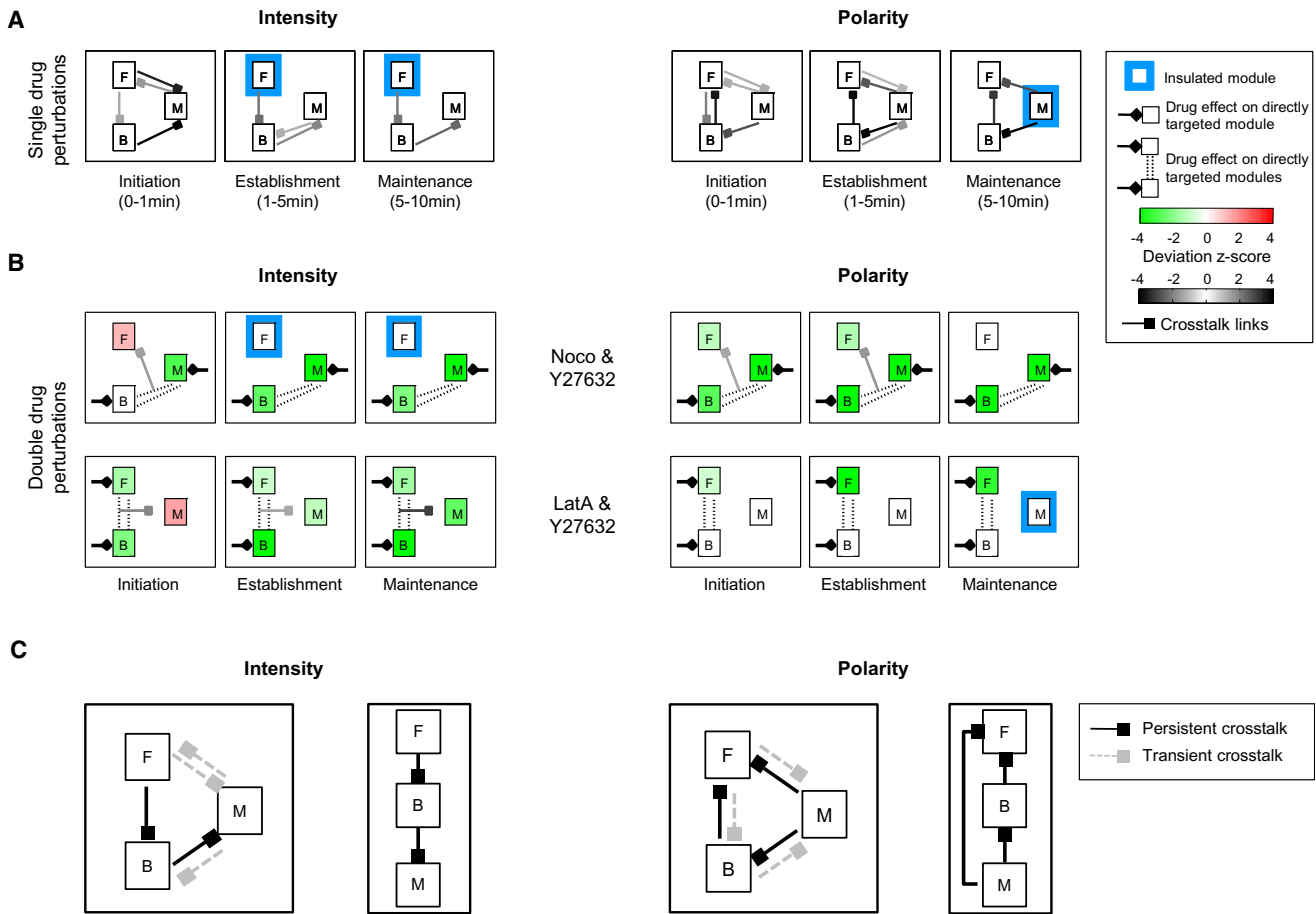 A
Intensity
Polarity
Single drug
perturbations
F
M
B
F
M
B
F
M
B
F
M
B
F
M
B
F
M
B
Initiation
(0-1min)
Establishment
(1-5min)
Maintenance
(5-10min)
Initiation
(0-1min)
Establishment
(1-5min)
Maintenance
(5-10min)
Insulated module
Drug effect on directly
targeted module
Drug effect on directly
targeted modules
-4 -2 0 2 4
Deviation z-score
-4 -2 0 2 4
Crosstalk links
B
Intensity
Polarity
Double drug
perturbations
F
M
B
F
M
B
F
M
B
Noco &
Y27632
F
M
B
F
M
B
F
M
B
F
M
B
F
M
B
F
M
B
LatA &
Y27632
F
M
B
F
M
B
F
M
B
Initiation
Establishment
Maintenance
Initiation
Establishment
Maintenance
C
Intensity
Polarity
F
M
B
F
B
M
F
M
B
F
B
M
Persistent crosstalk
Transient crosstalk